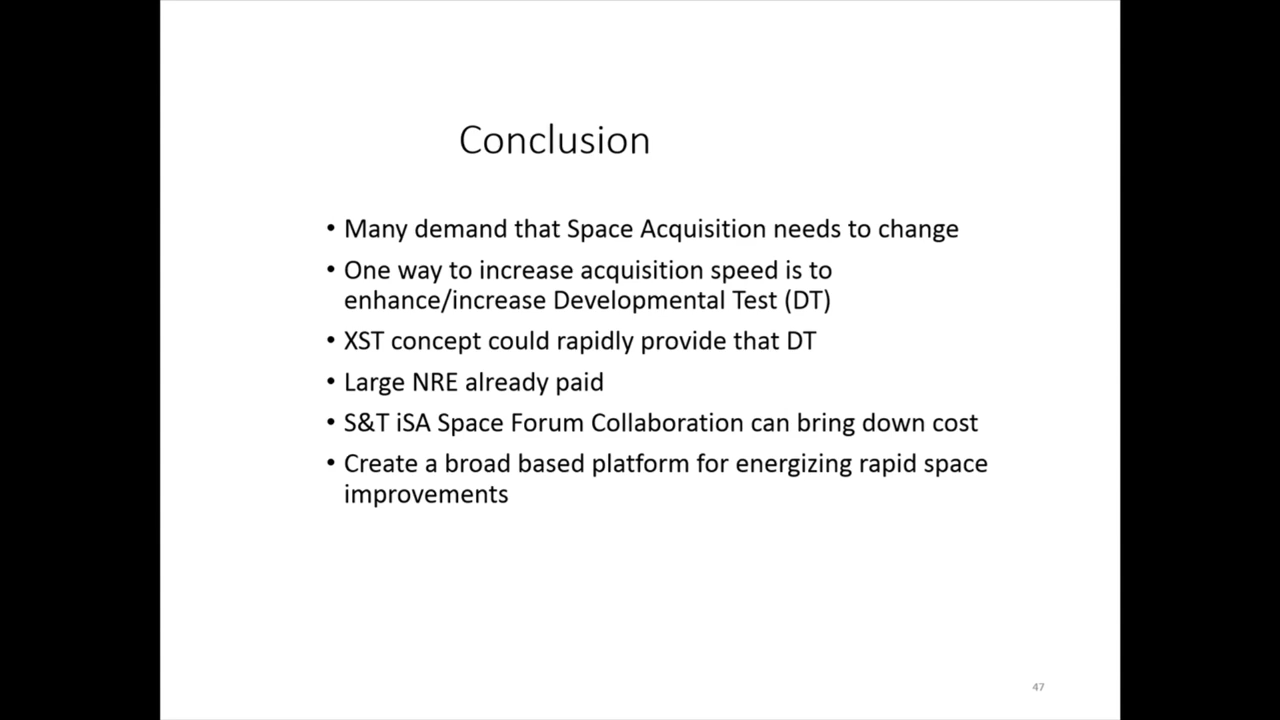 Conclusion
• Many demand that Space Acquisition needs to change
• One way to increase acquisition speed is to
enhance/increase Developmental Test (DT)
• XST concept could rapidly provide that DT
• Large NRE already paid
• S&T iSA Space Forum Collaboration can bring down cost
• Create a broad based platform for energizing rapid space
improvements
47